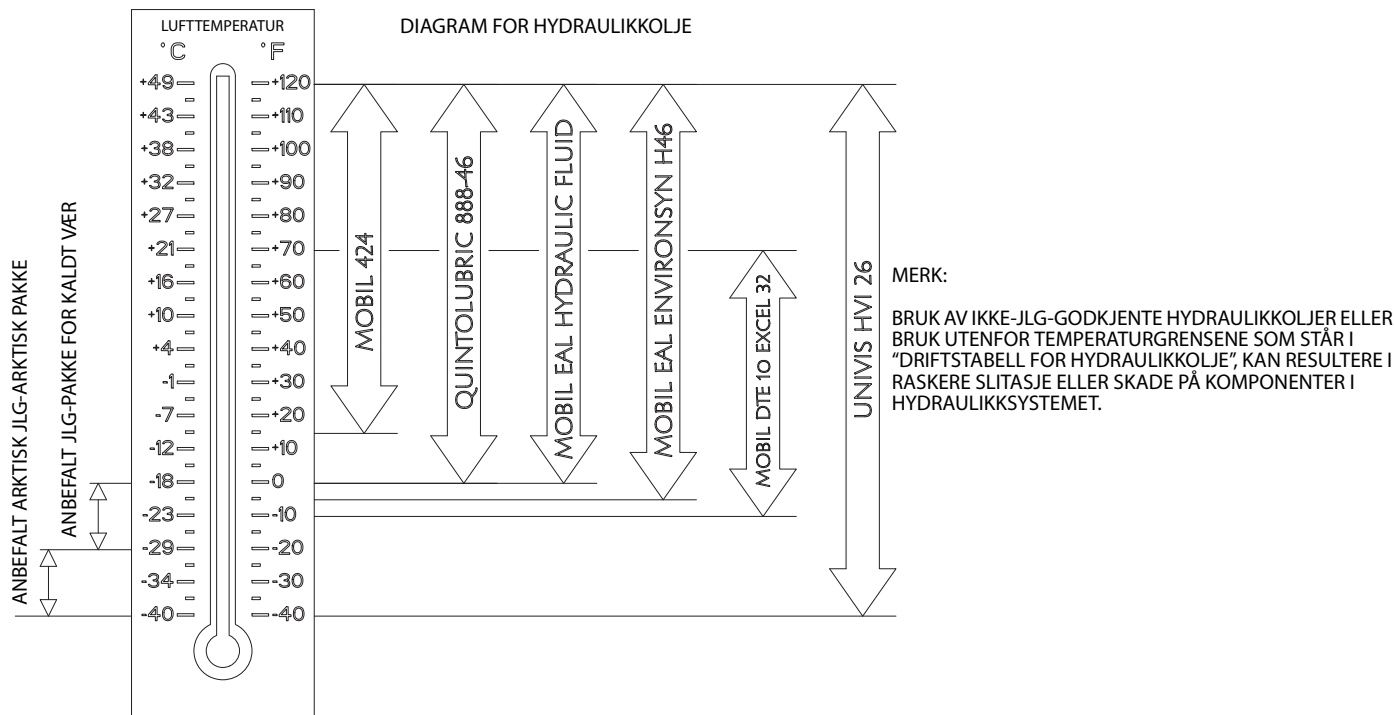 DIAGRAM FOR HYDRAULIKKOLJE
LUFTTEMPERATUR
°C °F
+49 +120
+43 +110
+38 +100
+32 +90
+27 +80
+21 +70
+16 +60
+10 +50
+4 +40
-1 +30
-7 +20
-12 +10
-18 0
-23 -10
-29 -20
-34 -30
-40 -40
ANBEFALT ARKTISK JLG-ARKTISK PAKKE
ANBEFALT JLG-PAKKE FOR KALDT VÆR
MOBIL 424
QUINTOLUBRIC 888-46
MOBIL EAL HYDRAULIC FLUID
MOBIL EAL ENVIRONSYN H46
MOBIL DTE 10 EXCEL 32
UNIVIS HVI 26
MERK:
BRUK AV IKKE-JLG-GODKJENTE HYDRAULIKKOLJER ELLER
BRUK UTENFOR TEMPERATURGRENSENE SOM STÅR I
“DRIFTSTABELL FOR HYDRAULIKKOLJE”, KAN RESULTERE I
RASKERE SLITASJE ELLER SKADE PÅ KOMPONENTER I
HYDRAULIKKSYSTEMET.